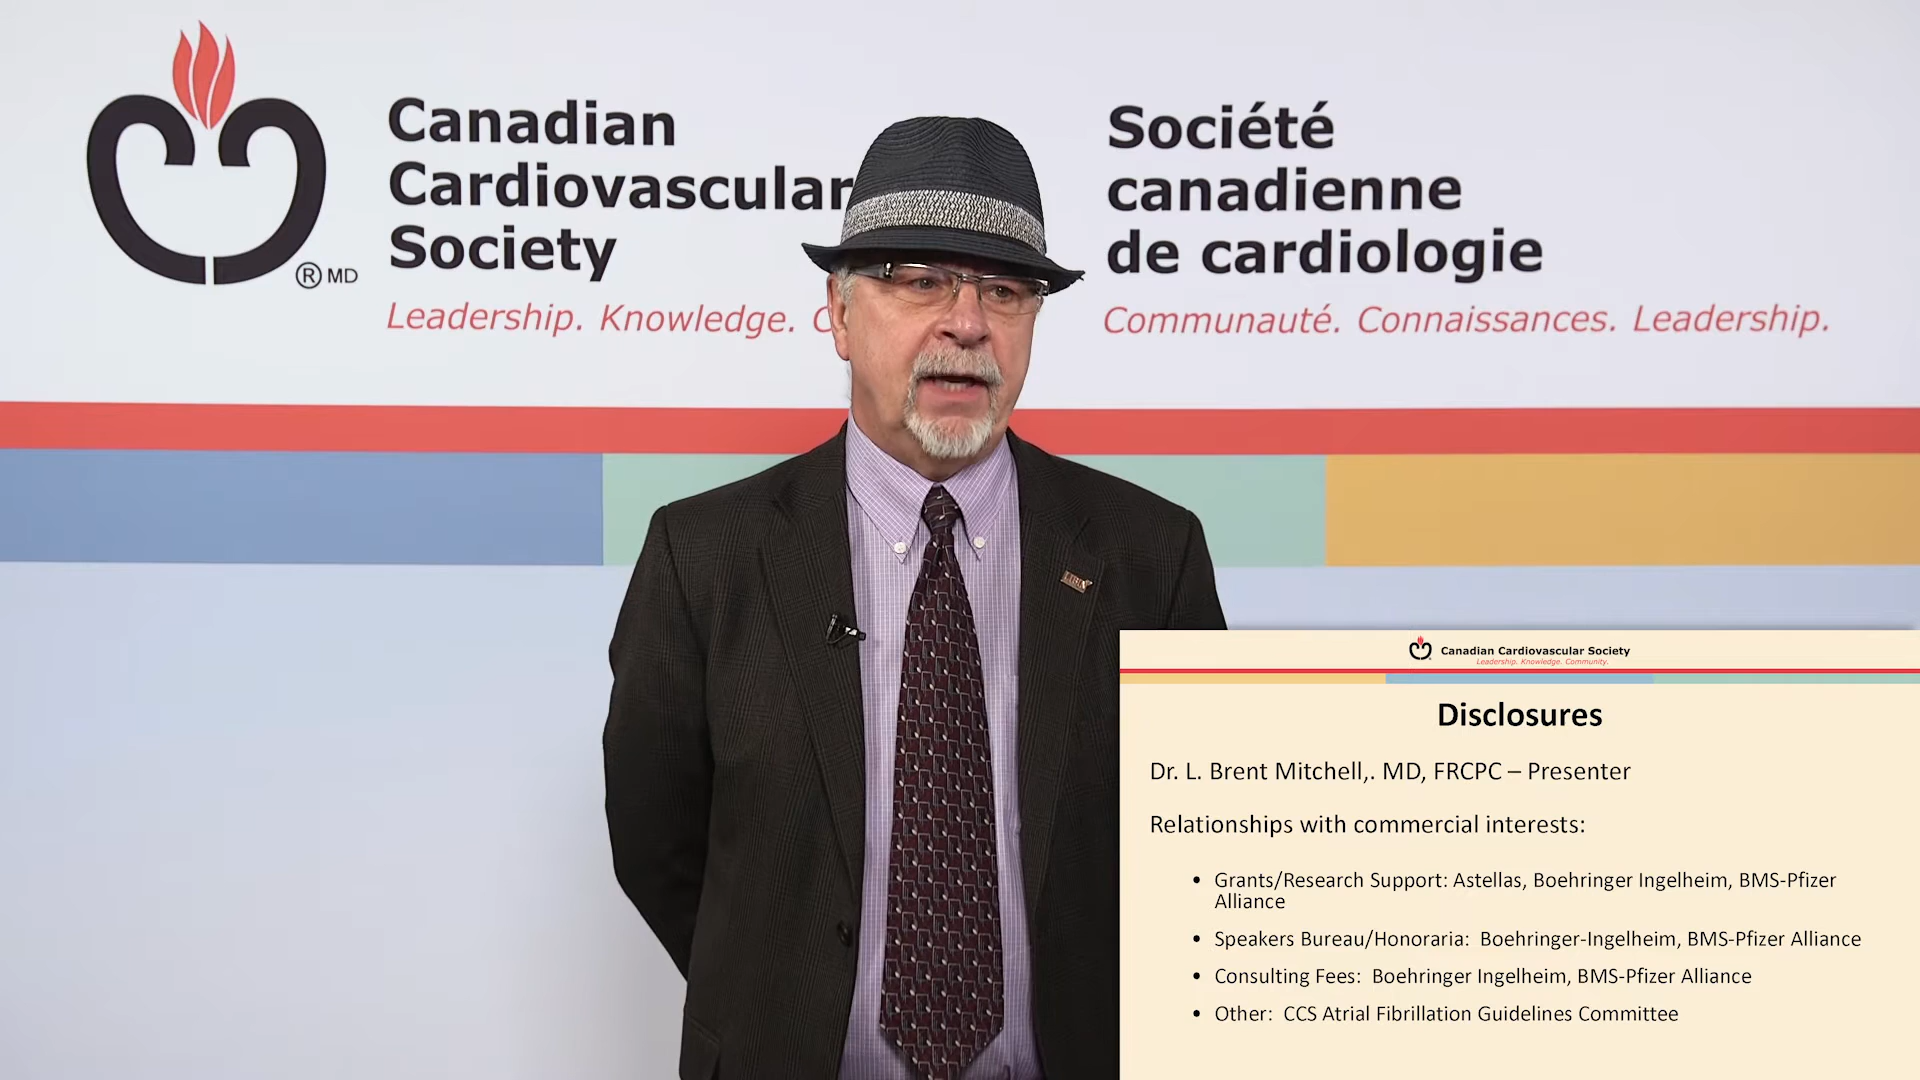 Canadian
Cardiovascular
Society
® MD
Leadership. Knowledge. C
Société
canadienne
de cardiologie
Communauté. Connaissances. Leadership.
Canadian Cardiovascular Society
Leadership. Knowledge. Community.
Disclosures
Dr. L. Brent Mitchell,. MD, FRCPC – Presenter
Relationships with commercial interests:
• Grants/Research Support: Astellas, Boehringer Ingelheim, BMS-Pfizer
Alliance
• Speakers Bureau/Honoraria: Boehringer-Ingelheim, BMS-Pfizer Alliance
• Consulting Fees: Boehringer Ingelheim, BMS-Pfizer Alliance
• Other: CCS Atrial Fibrillation Guidelines Committee